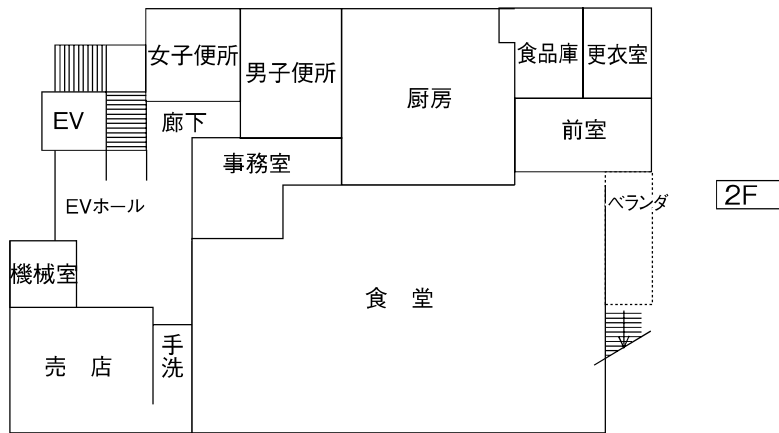 女子便所
男子便所
厨房
食品庫
更衣室
EV
廊下
前室
事務室
EVホール
ベランダ
2F
機械室
食 堂
売 店
手洗